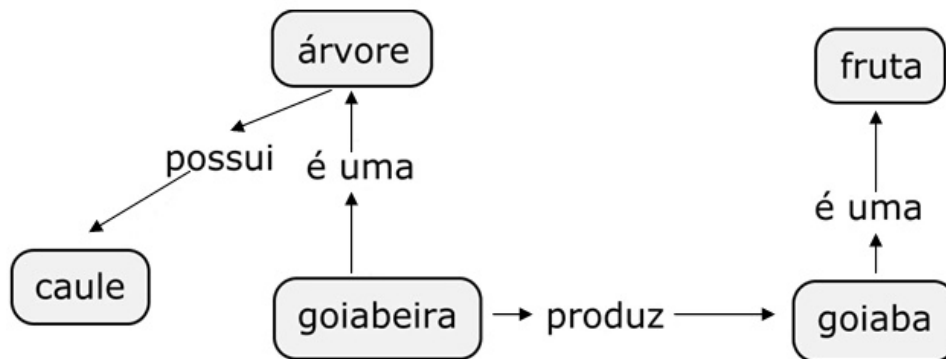 árvore
fruta
possui
é uma
é uma
caule
goiabeira
produz
goiaba